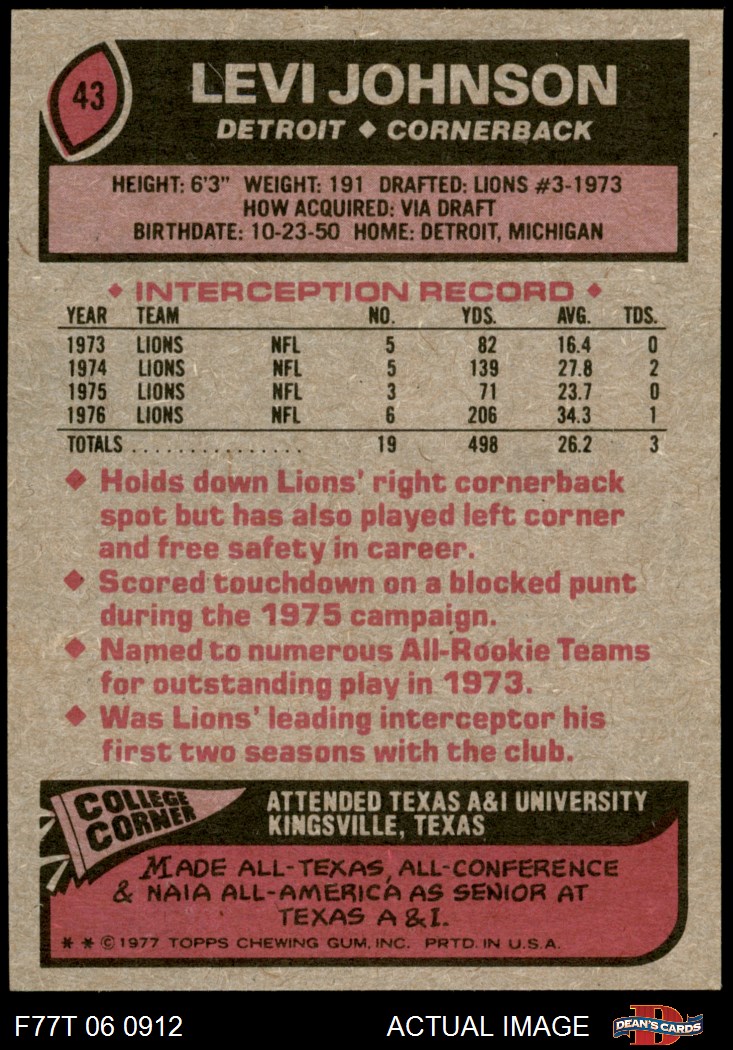 43
LEVI JOHNSON
DETROIT ◆ CORNERBACK
HEIGHT: 6'3" WEIGHT: 191 DRAFTED: LIONS #3-1973
HOW ACQUIRED: VIA DRAFT
BIRTHDATE: 10-23-50 HOME: DETROIT, MICHIGAN
◆ INTERCEPTION RECORD ◆
YEAR TEAM NO. YDS. AVG. TDS.
1973 LIONS NFL 5 82 16.4 0
1974 LIONS NFL 5 139 27.8 2
1975 LIONS NFL 3 71 23.7 0
1976 LIONS NFL 6 206 34.3 1
TOTALS . . . . . . . . . . . . . . . 19 498 26.2 3
◆ Holds down Lions' right cornerback
spot but has also played left corner
and free safety in career.
◆ Scored touchdown on a blocked punt
during the 1975 campaign.
◆ Named to numerous All-Rookie Teams
for outstanding play in 1973.
◆ Was Lions' leading interceptor his
first two seasons with the club.
COLLEGE
CORNER
ATTENDED TEXAS A&I UNIVERSITY
KINGSVILLE, TEXAS
MADE ALL-TEXAS, ALL-CONFERENCE
& NAIA ALL-AMERICA AS SENIOR AT
TEXAS A & I.
* * © 1977 TOPPS CHEWING GUM, INC. PRTD. IN U.S.A.
F77T 06 0912 ACTUAL IMAGE
D
DEAN'S CARDS